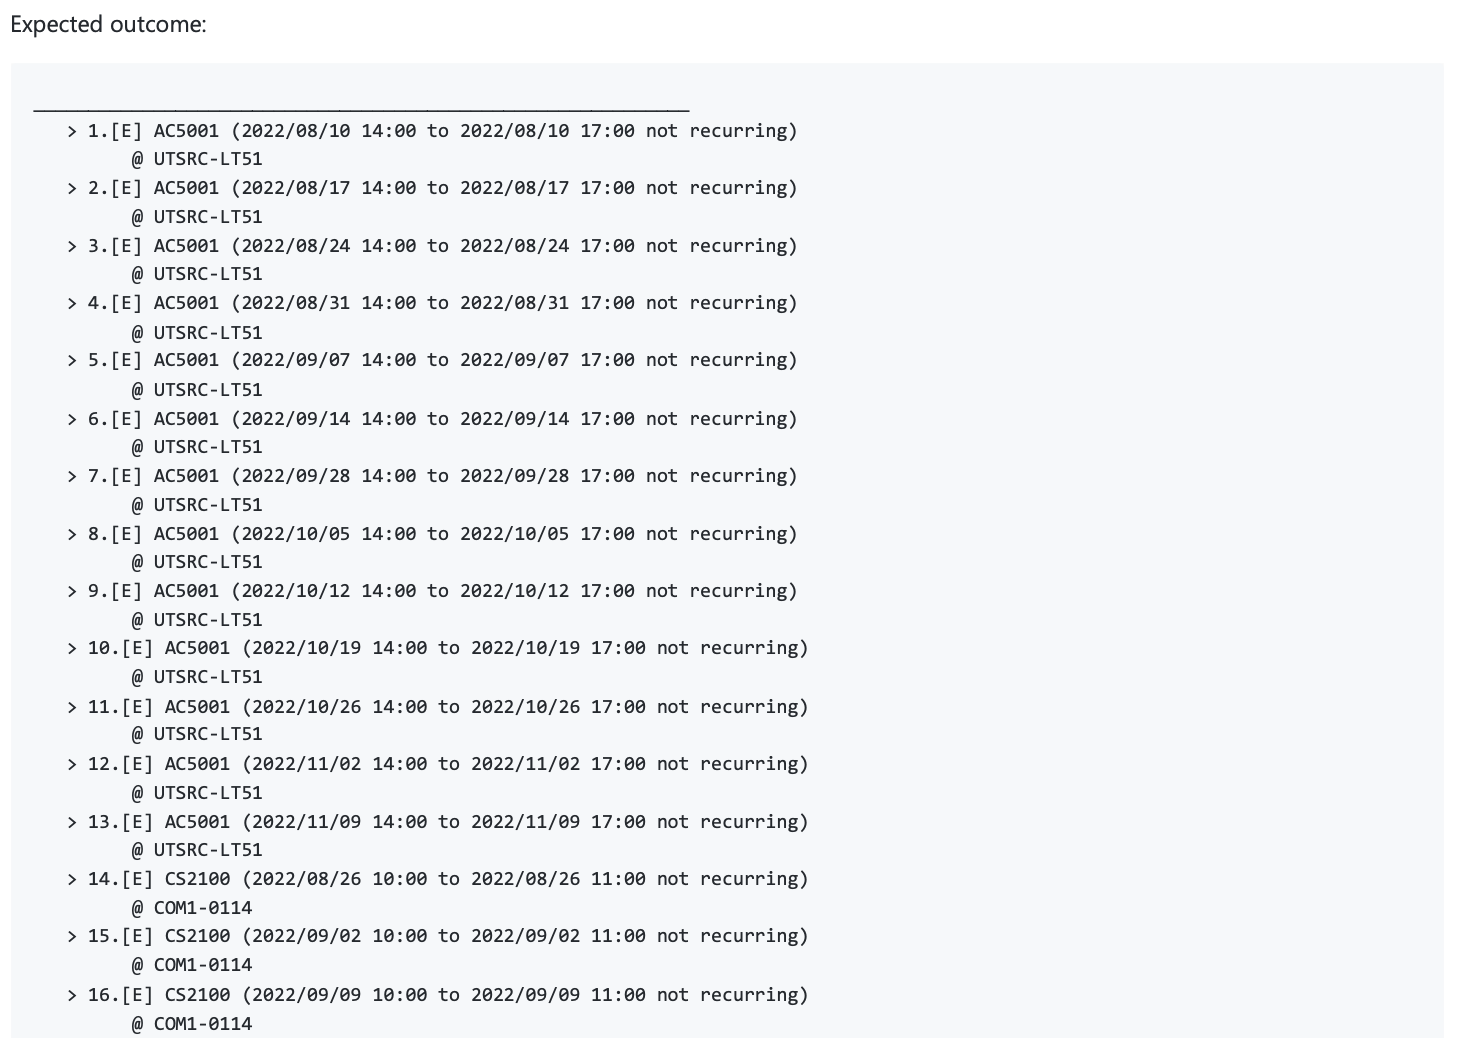 Expected outcome:
____________________________________________________________
> 1.[E] AC5001 (2022/08/10 14:00 to 2022/08/10 17:00 not recurring)
@ UTSRC-LT51
> 2.[E] AC5001 (2022/08/17 14:00 to 2022/08/17 17:00 not recurring)
@ UTSRC-LT51
> 3.[E] AC5001 (2022/08/24 14:00 to 2022/08/24 17:00 not recurring)
@ UTSRC-LT51
> 4.[E] AC5001 (2022/08/31 14:00 to 2022/08/31 17:00 not recurring)
@ UTSRC-LT51
> 5.[E] AC5001 (2022/09/07 14:00 to 2022/09/07 17:00 not recurring)
@ UTSRC-LT51
> 6.[E] AC5001 (2022/09/14 14:00 to 2022/09/14 17:00 not recurring)
@ UTSRC-LT51
> 7.[E] AC5001 (2022/09/28 14:00 to 2022/09/28 17:00 not recurring)
@ UTSRC-LT51
> 8.[E] AC5001 (2022/10/05 14:00 to 2022/10/05 17:00 not recurring)
@ UTSRC-LT51
> 9.[E] AC5001 (2022/10/12 14:00 to 2022/10/12 17:00 not recurring)
@ UTSRC-LT51
> 10.[E] AC5001 (2022/10/19 14:00 to 2022/10/19 17:00 not recurring)
@ UTSRC-LT51
> 11.[E] AC5001 (2022/10/26 14:00 to 2022/10/26 17:00 not recurring)
@ UTSRC-LT51
> 12.[E] AC5001 (2022/11/02 14:00 to 2022/11/02 17:00 not recurring)
@ UTSRC-LT51
> 13.[E] AC5001 (2022/11/09 14:00 to 2022/11/09 17:00 not recurring)
@ UTSRC-LT51
> 14.[E] CS2100 (2022/08/26 10:00 to 2022/08/26 11:00 not recurring)
@ COM1-0114
> 15.[E] CS2100 (2022/09/02 10:00 to 2022/09/02 11:00 not recurring)
@ COM1-0114
> 16.[E] CS2100 (2022/09/09 10:00 to 2022/09/09 11:00 not recurring)
@ COM1-0114